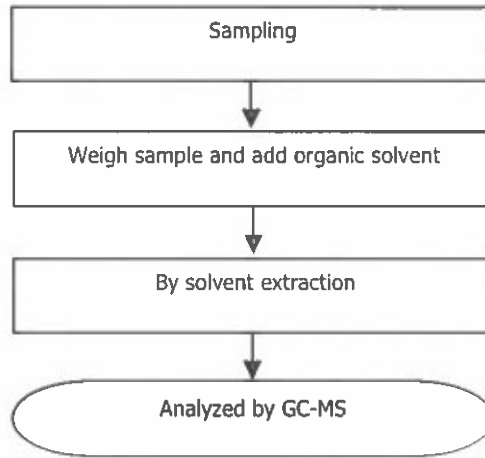 Sampling
Weigh sample and add organic solvent
By solvent extraction
Analyzed by GC-MS